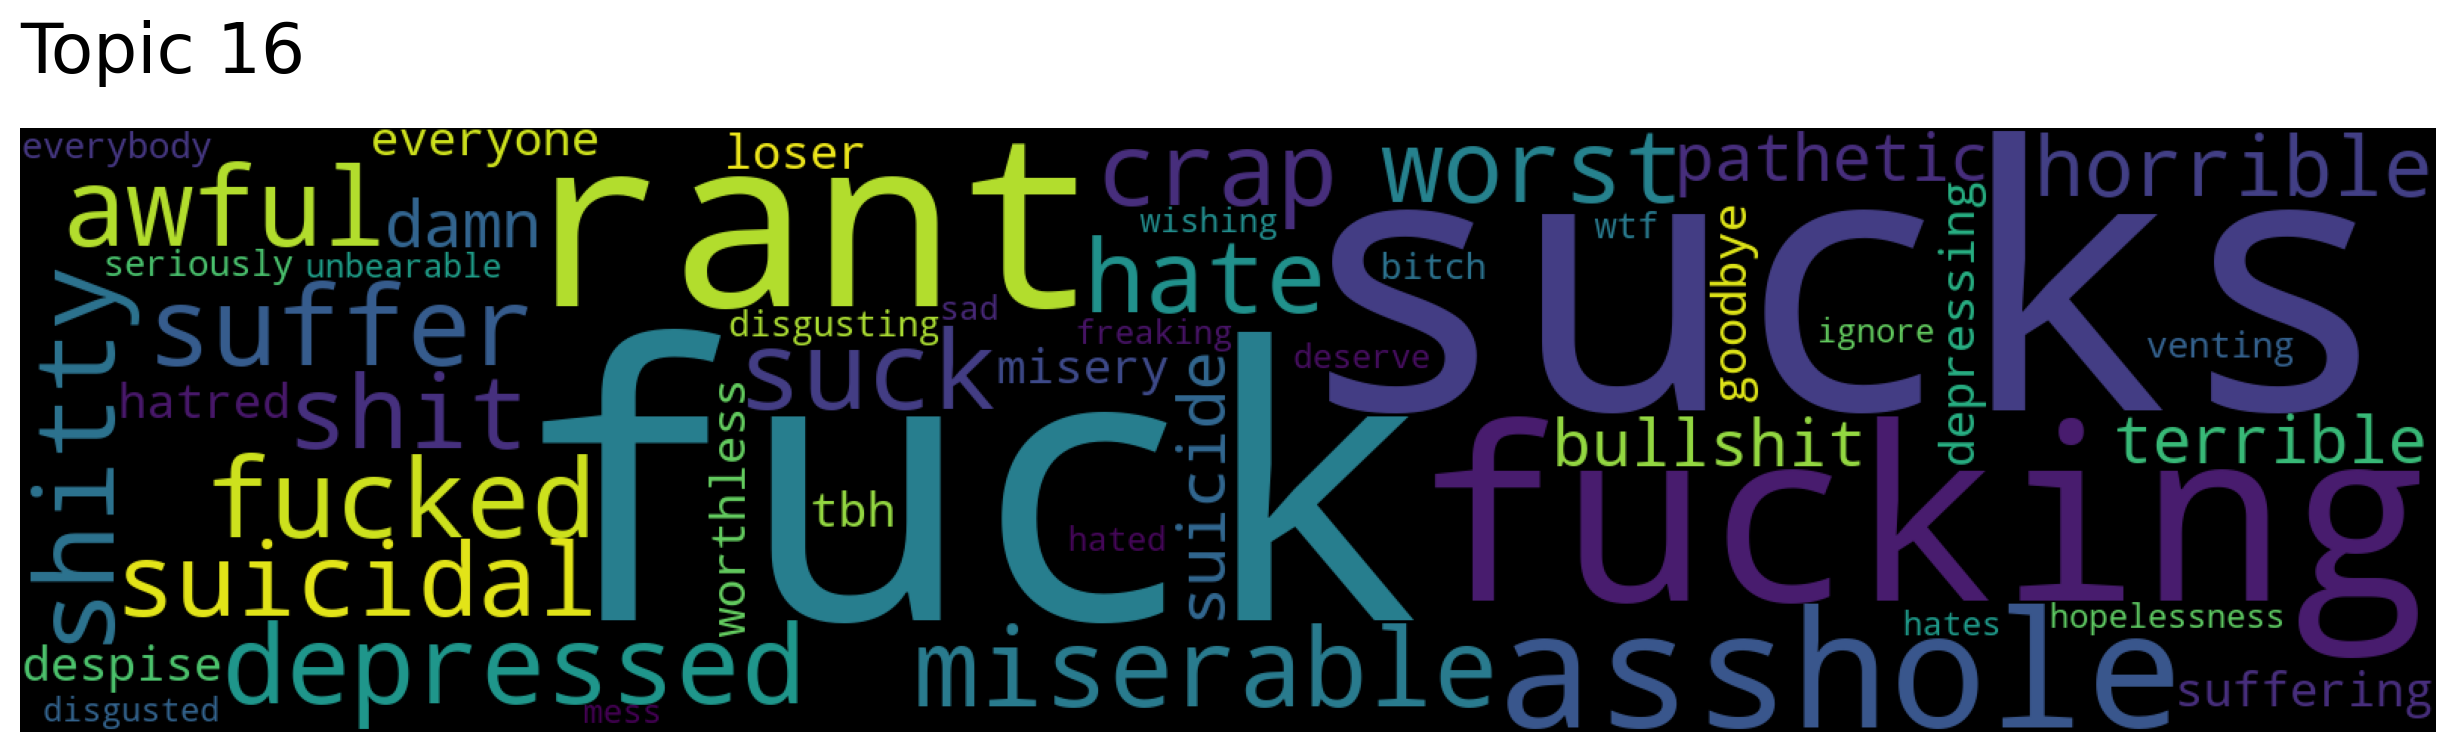 Topic 16
everybody
everyone
loser
rant
crap
worst
pathetic
horrible
awful
damn
wishing
wtf
sucks
seriously
unbearable
hate
bitch
goodbye
depressing
shitty
suffer
disgusting
sad
freaking
ignore
venting
suck
misery
deserve
hatred
shit
fuck
worthless
suicide
fucking
bullshit
terrible
fucked
tbh
hated
suicidal
hates
hopelessness
despise
depressed
miserable
asshole
suffering
disgusted
mess